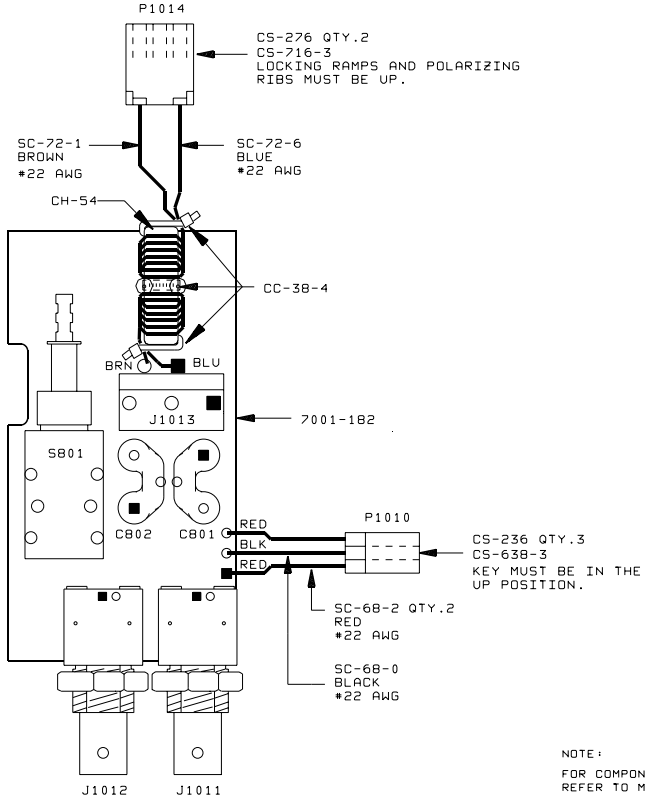 P1014
CS-276 QTY.2
CS-716-3
LOCKING RAMPS AND POLARIZING
RIBS MUST BE UP.
SC-72-1
BROWN
#22 AWG
SC-72-6
BLUE
#22 AWG
CH-54
CC-38-4
BRN
BLU
J1013
7001-182
S801
C802
C801
RED
BLK
RED
P1010
CS-236 QTY.3
CS-638-3
KEY MUST BE IN THE
UP POSITION.
SC-68-2 QTY.2
RED
#22 AWG
SC-68-0
BLACK
#22 AWG
J1012
J1011
NOTE:
FOR COMPON
REFER TO M